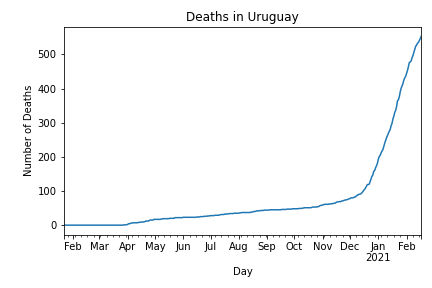 Deaths in Uruguay
Number of Deaths
500
400
300
200
100
0
Feb Mar Apr May Jun Jul Aug Sep Oct Nov Dec Jan Feb
2021
Day